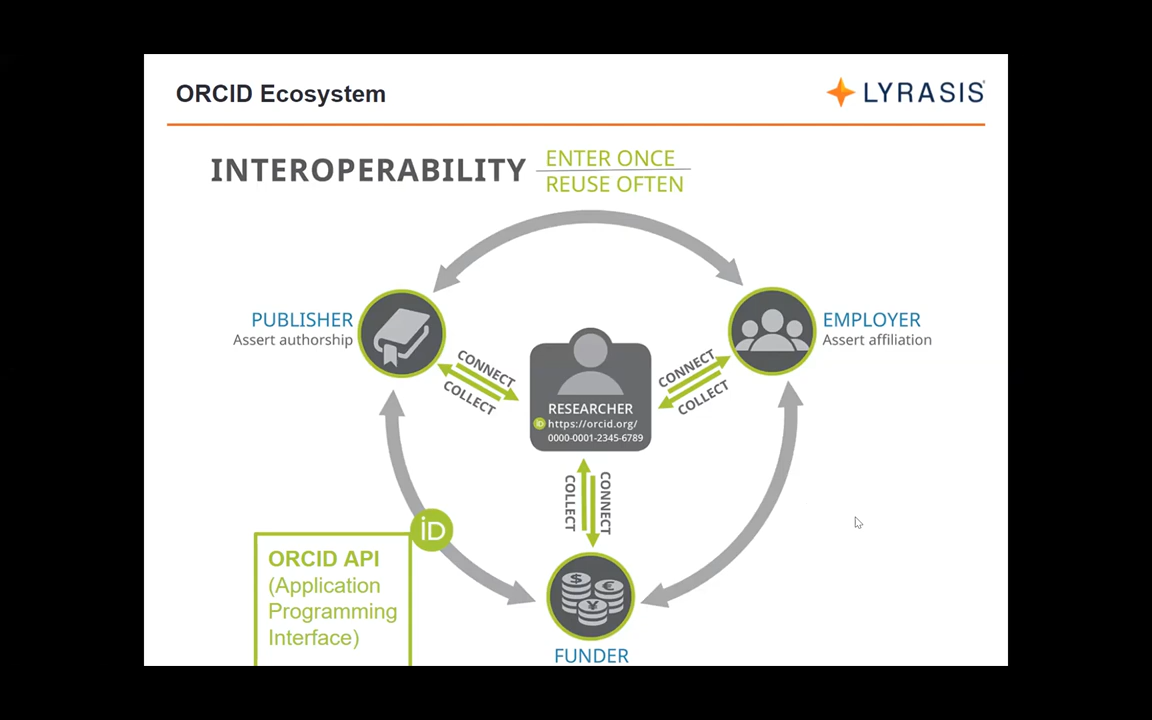 ORCID Ecosystem
LYRASIS
INTEROPERABILITY
ENTER ONCE
REUSE OFTEN
PUBLISHER
Assert authorship
EMPLOYER
Assert affiliation
CONNECT
COLLECT
CONNECT
COLLECT
RESEARCHER
iD https://orcid.org/
0000-0001-2345-6789
COLLECT
CONNECT
iD
ORCID API
(Application
Programming
Interface)
$
€
¥
FUNDER